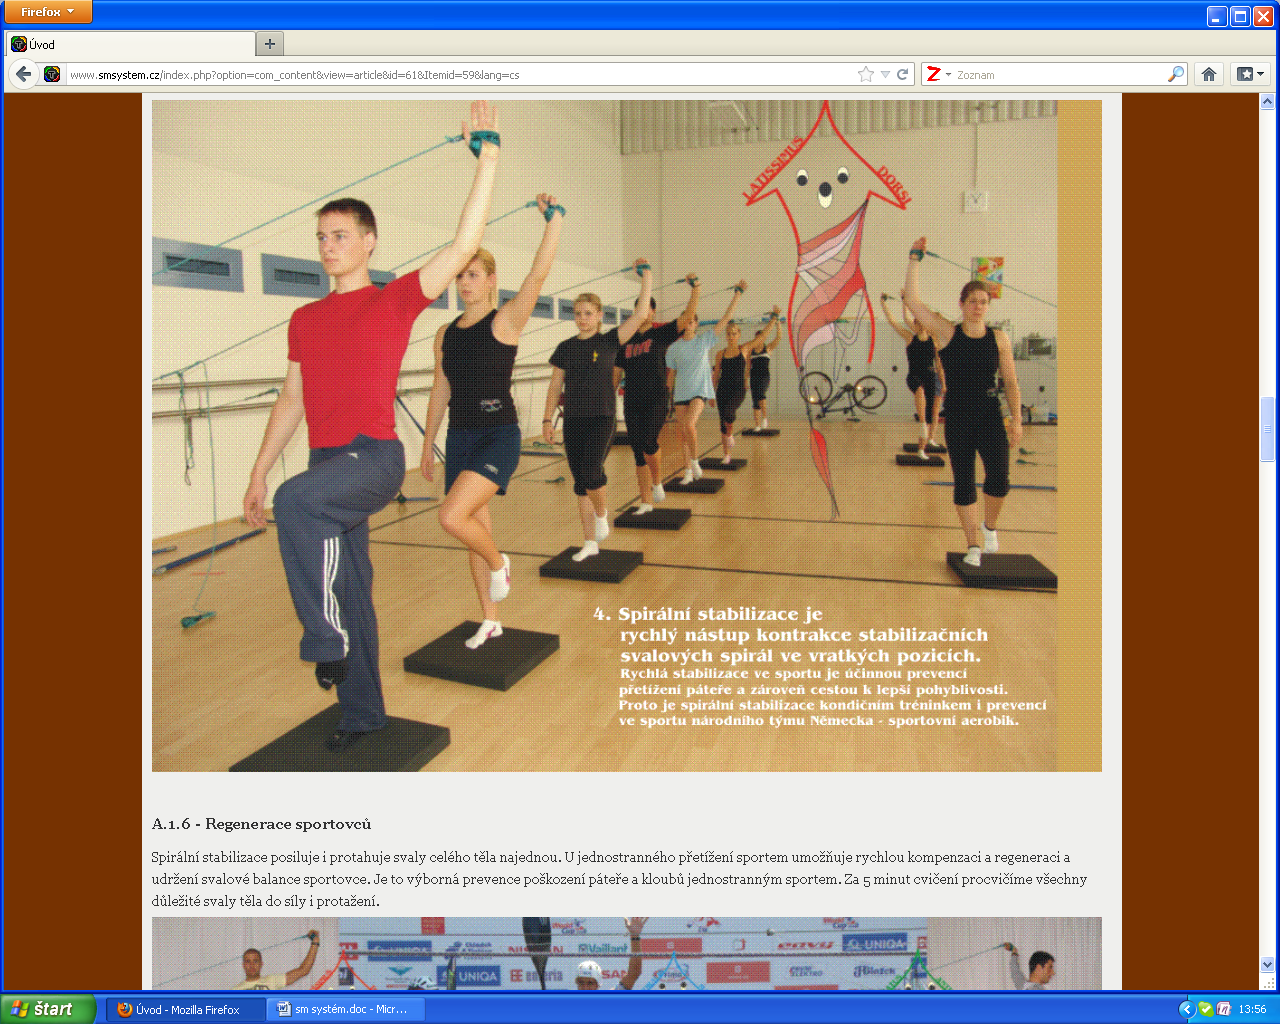 Firefox
Úvod
www.smsystem.cz/index.php?option=com_content&view=article&id=61&Itemid=59&lang=cs
Zoznam
LATISSIMUS
DORSI
4. Spirální stabilizace je
rychlý nástup kontrakce stabilizačních
svalových spirál ve vratkých pozicích.
Rychlá stabilizace ve sportu je účinnou prevencí
přetížení páteře a zároveň cestou k lepší pohyblivosti.
Proto je spirální stabilizace kondičním tréninkem i prevencí
ve sportu národního týmu Německa - sportovní aerobik.
A.1.6 - Regenerace sportovců
Spirální stabilizace posiluje i protahuje svaly celého těla najednou. U jednostranného přetížení sportem umožňuje rychlou kompenzaci a regeneraci a
udržení svalové balance sportovce. Je to výborná prevence poškození páteře a kloubů jednostranným sportem. Za 5 minut cvičení procvičíme všechny
důležité svaly těla do síly i protažení.
NISSAN
Vaillant
UNIQA
UNIQA
štart
Úvod - Mozilla Firefox
sm systém.doc - Micr...
13:56